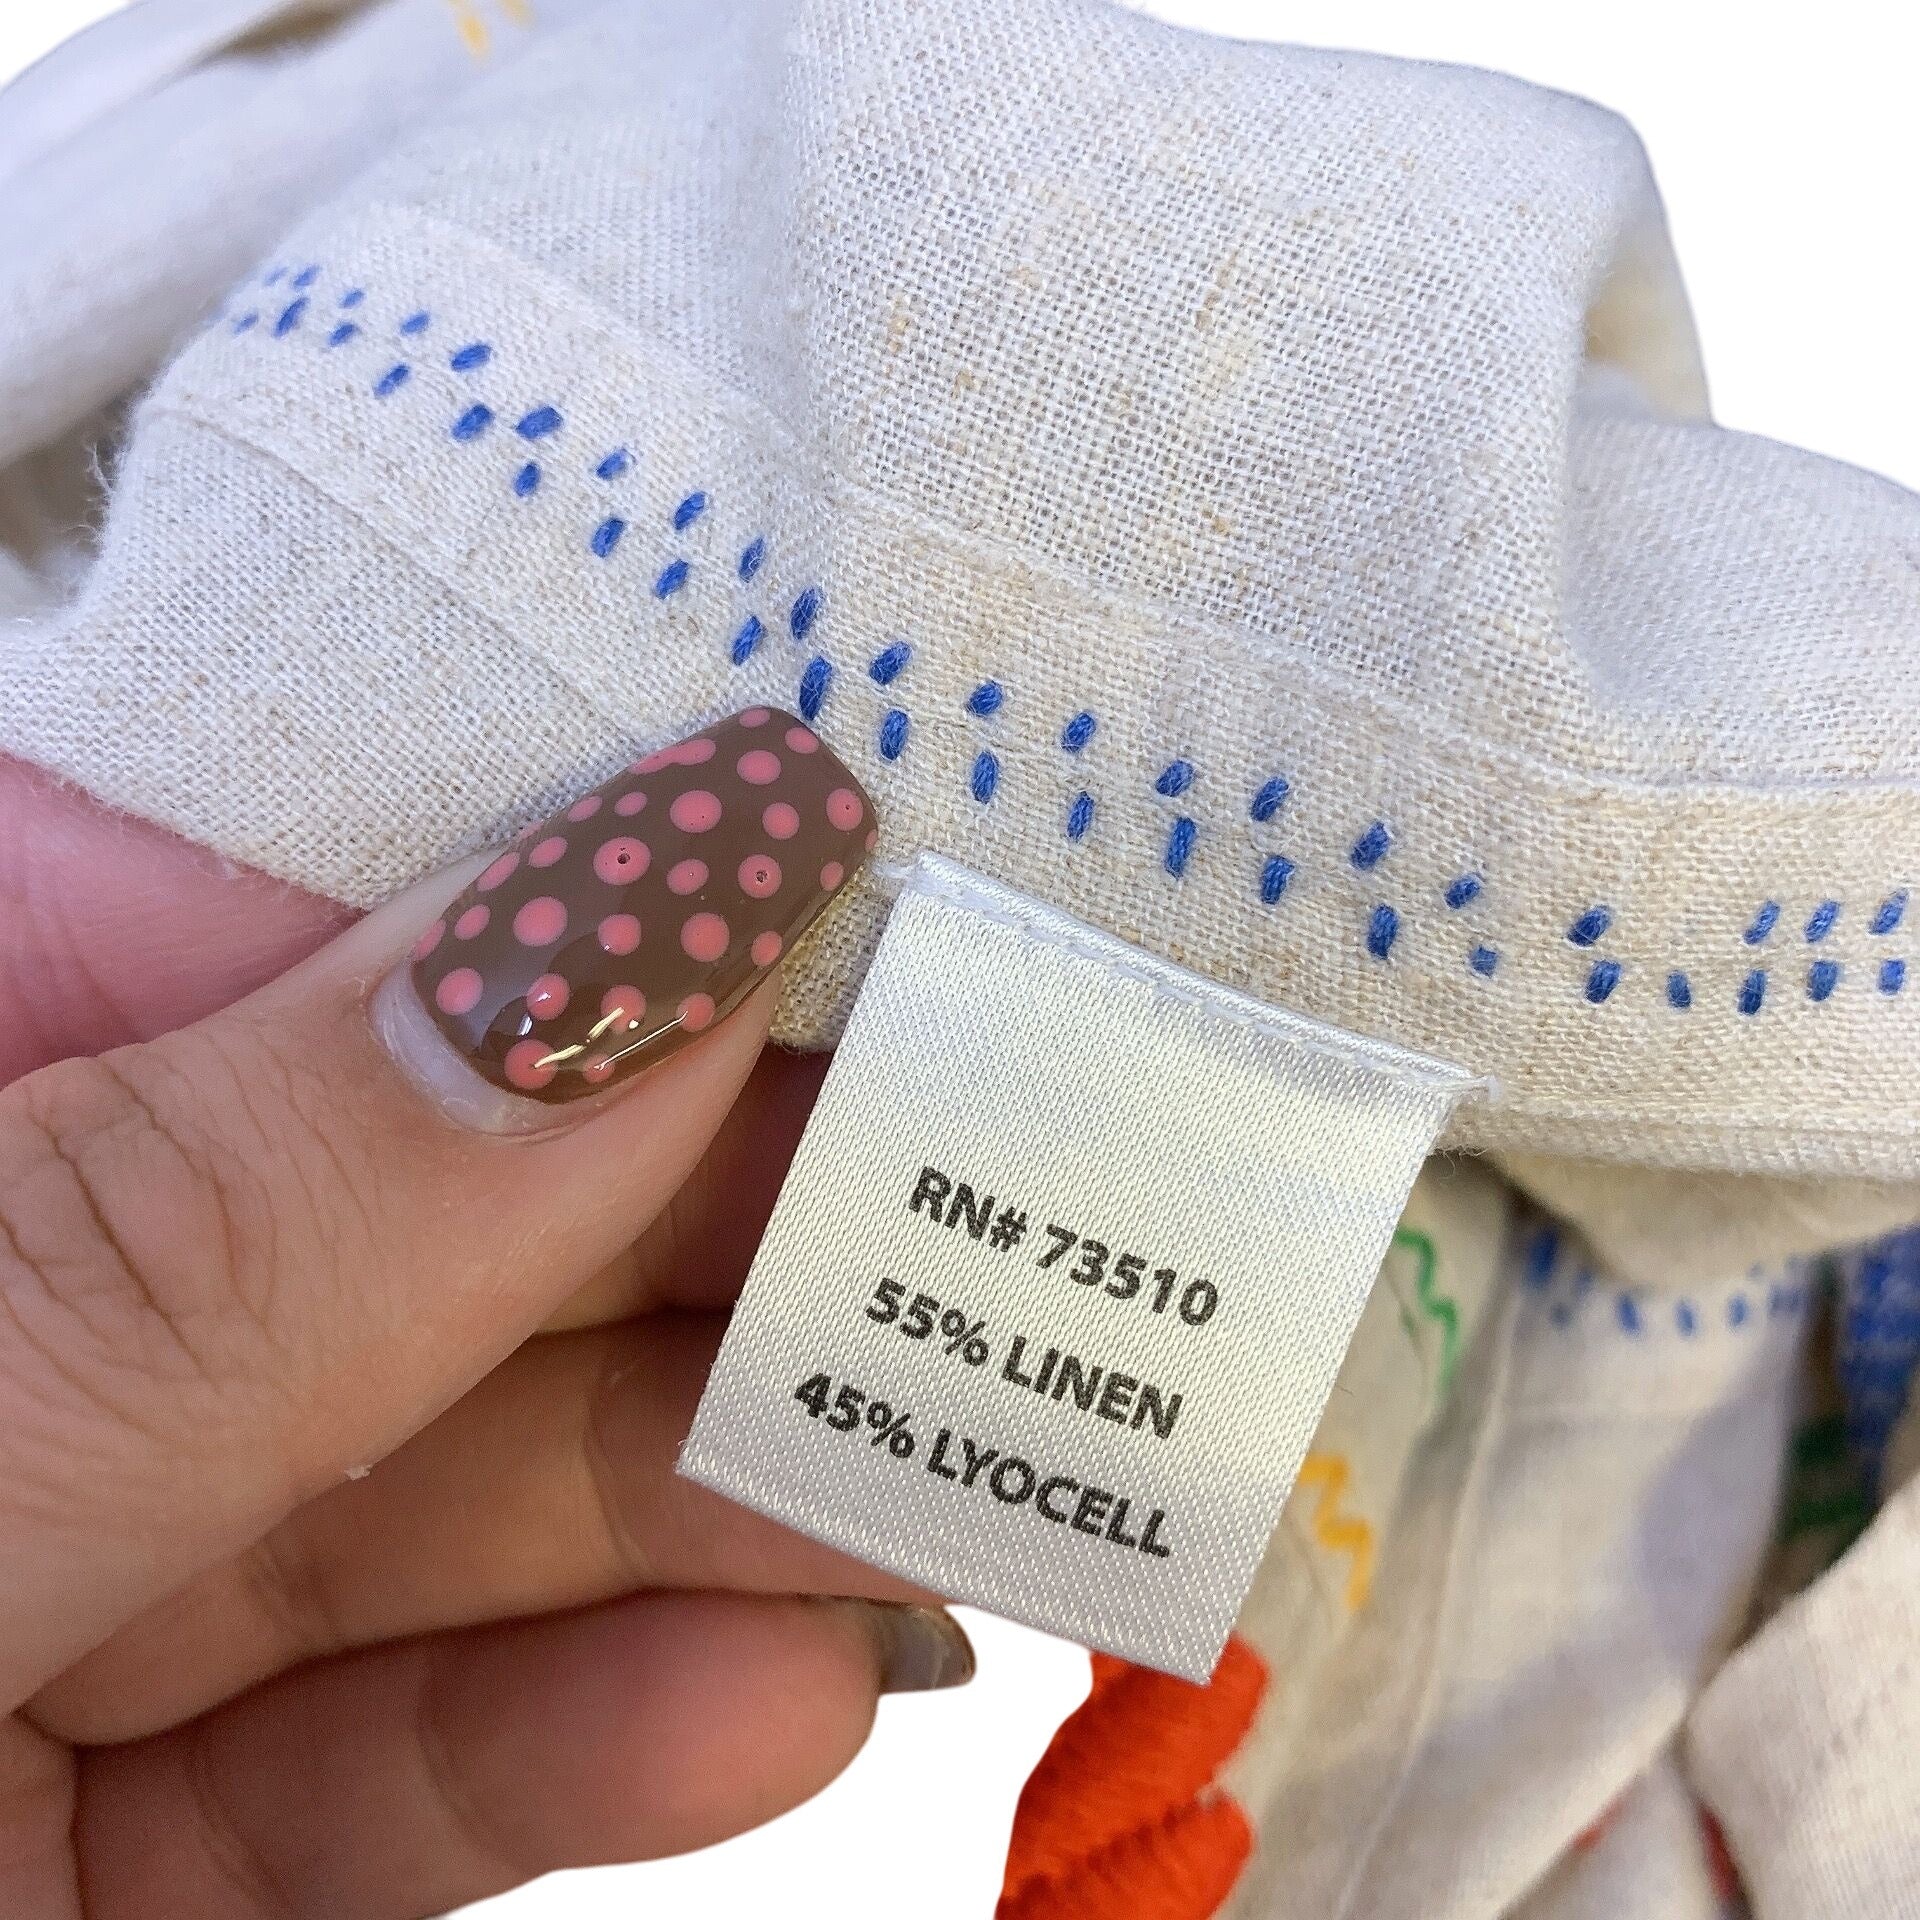 RN# 73510
55% LINEN
45% LYOCELL